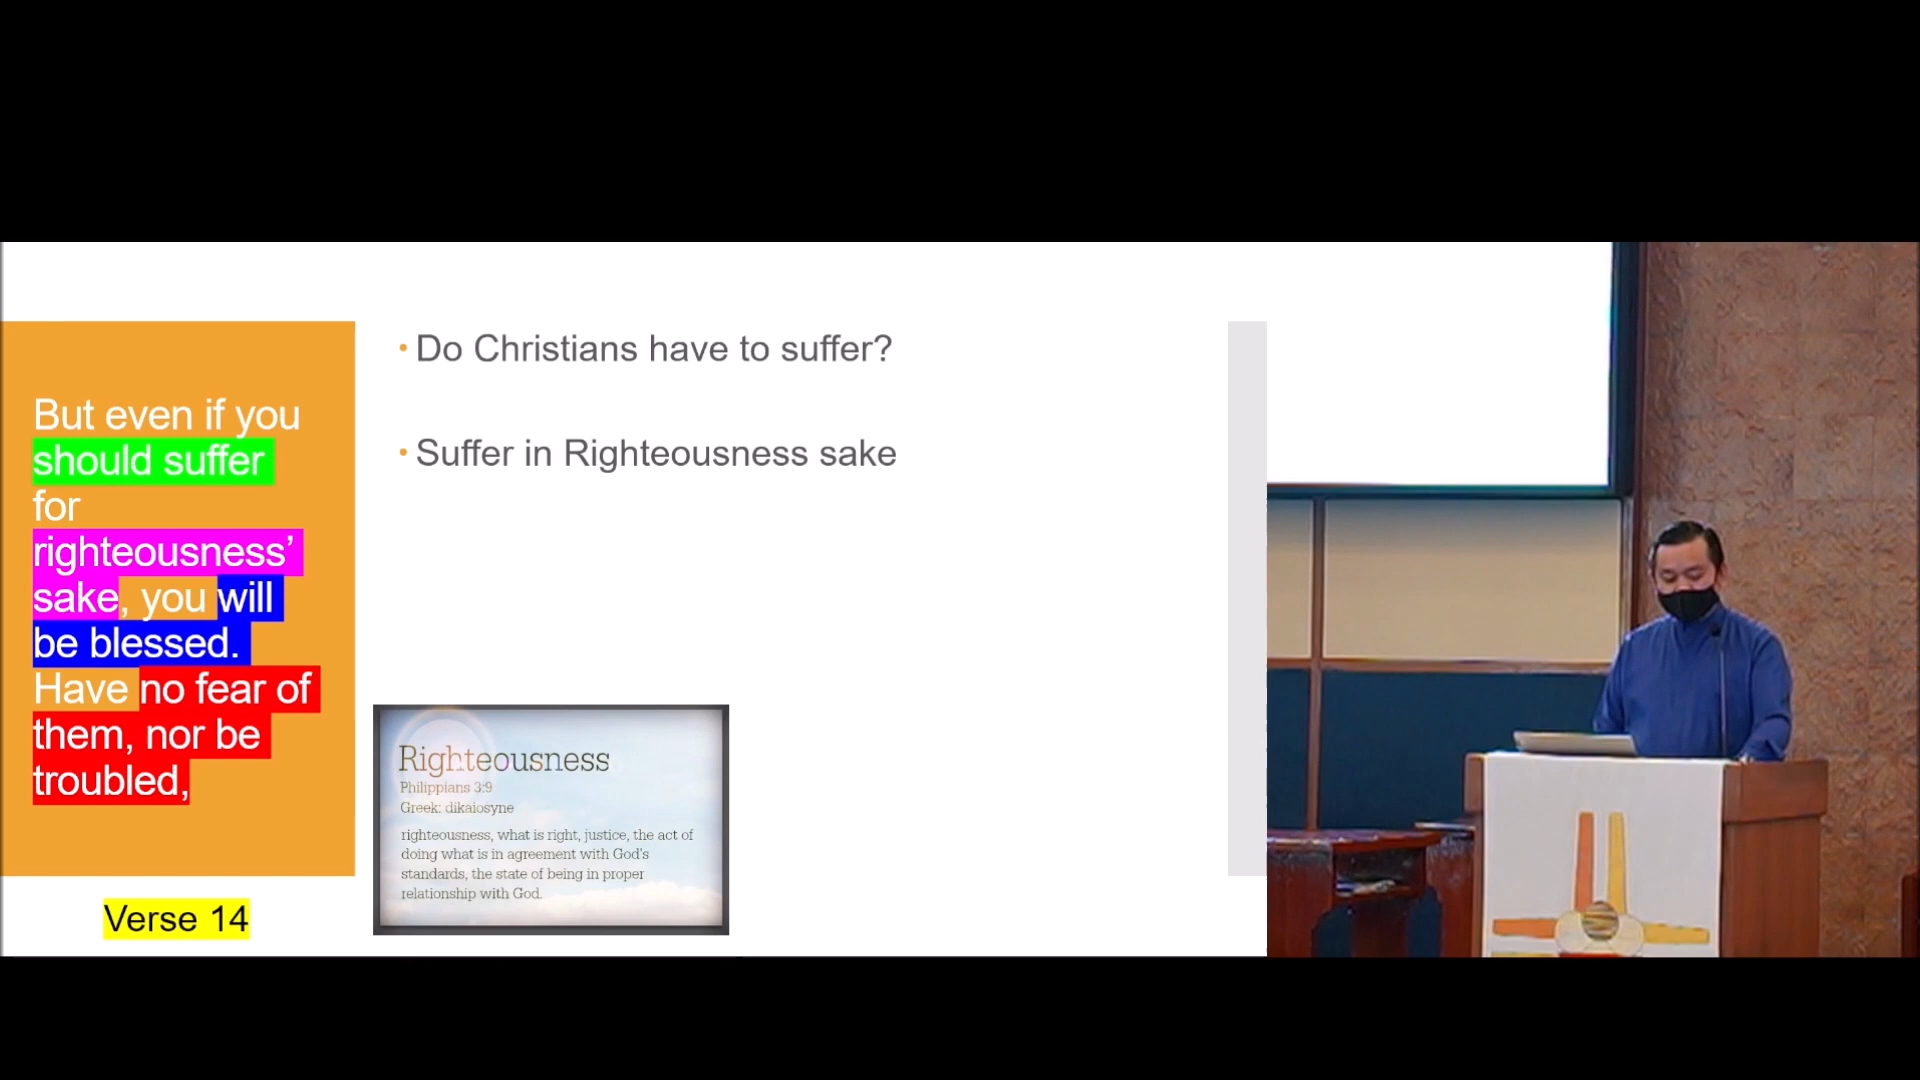 But even if you
should suffer
for
righteousness’
sake, you will
be blessed.
Have no fear of
them, nor be
troubled,
Verse 14
• Do Christians have to suffer?
• Suffer in Righteousness sake
Righteousness
Philippians 3:9
Greek: dikaiosyne
righteousness, what is right, justice, the act of
doing what is in agreement with God's
standards, the state of being in proper
relationship with God.